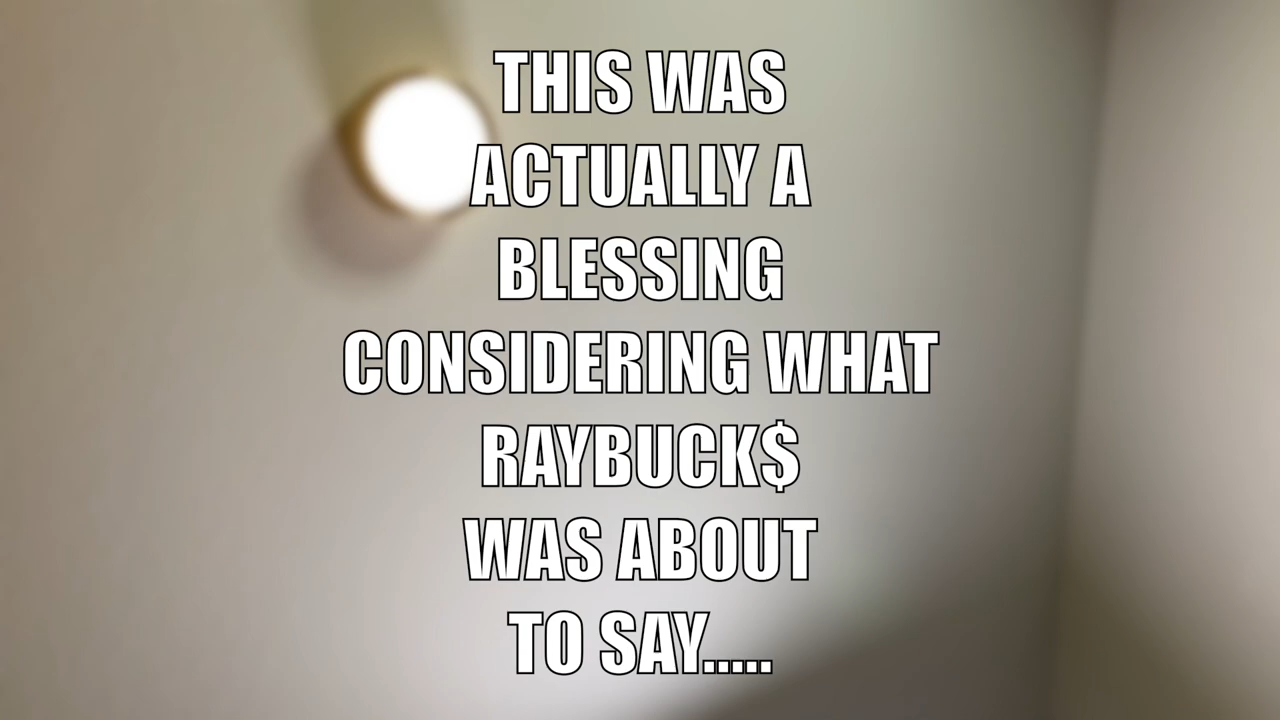 THIS WAS
ACTUALLY A
BLESSING
CONSIDERING WHAT
RAYBUCK$
WAS ABOUT
TO SAY.....